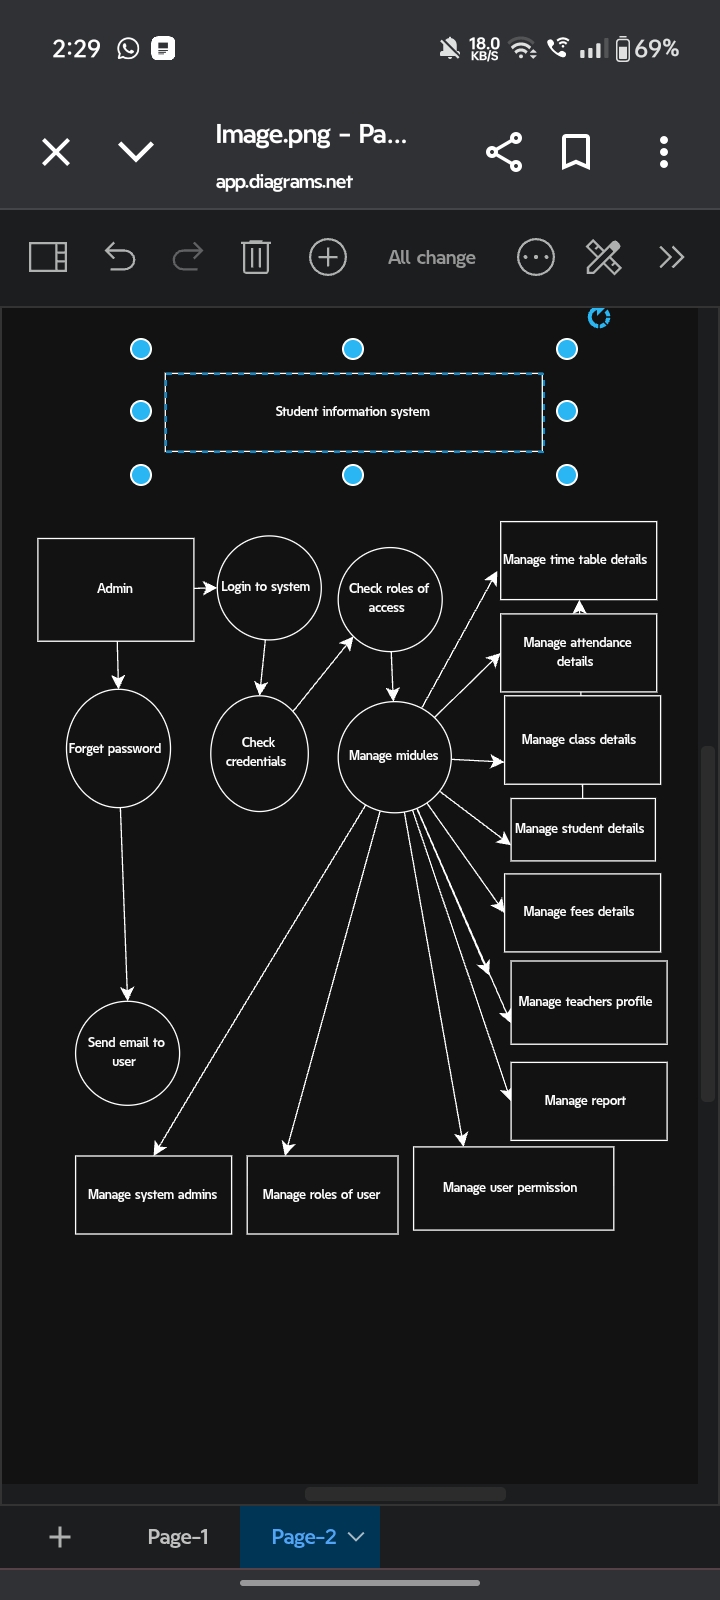 2:29
18.0
KB/S
69%
Image.png - Pa...
app.diagrams.net
All change
Student information system
Admin
Login to system
Check roles of
access
Manage time table details
Manage attendance
details
Forget password
Check
credentials
Manage midules
Manage class details
Manage student details
Manage fees details
Manage teachers profile
Send email to
user
Manage report
Manage system admins
Manage roles of user
Manage user permission
Page-1
Page-2